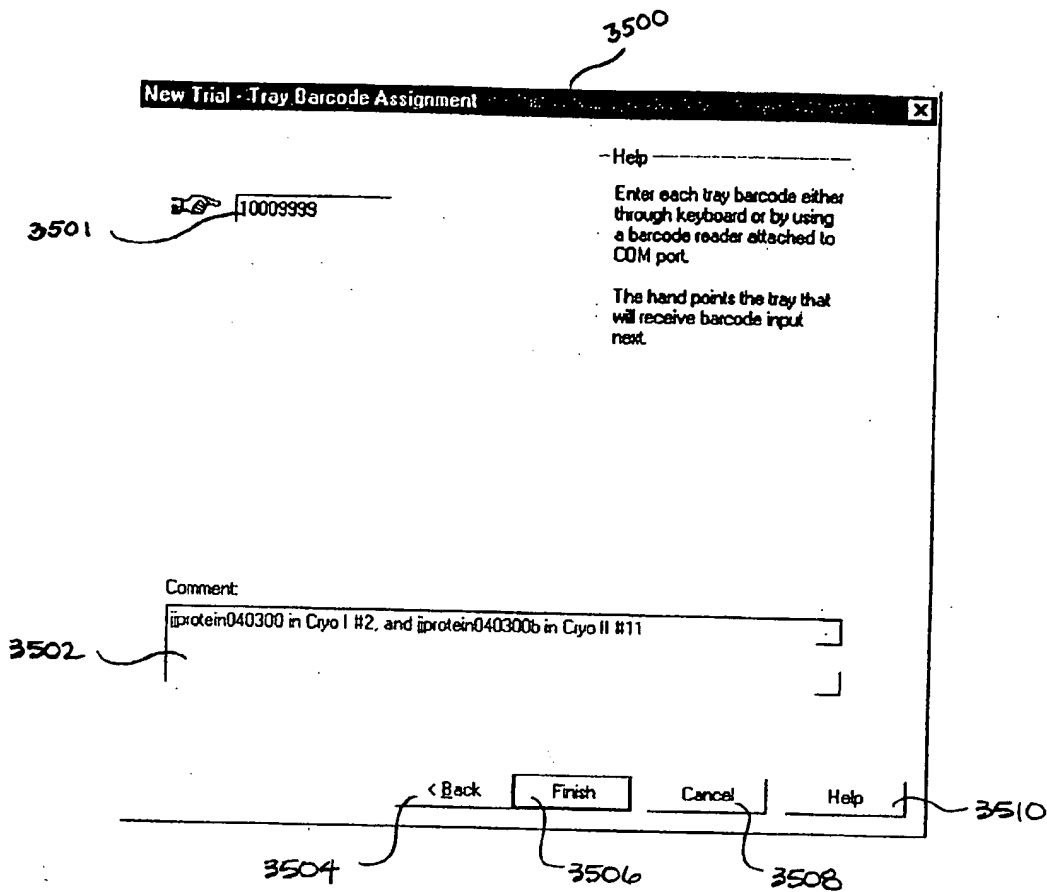 3500
New Trial - Tray Barcode Assignment
Help
3501
10009999
Enter each tray barcode either
through keyboard or by using
a barcode reader attached to
COM port.
The hand points the tray that
will receive barcode input
next.
Comment:
jjprotein040300 in Cryo I #2, and jjprotein040300b in Cryo II #11
3502
< Back
Finish
Cancel
Help
3510
3504
3506
3508